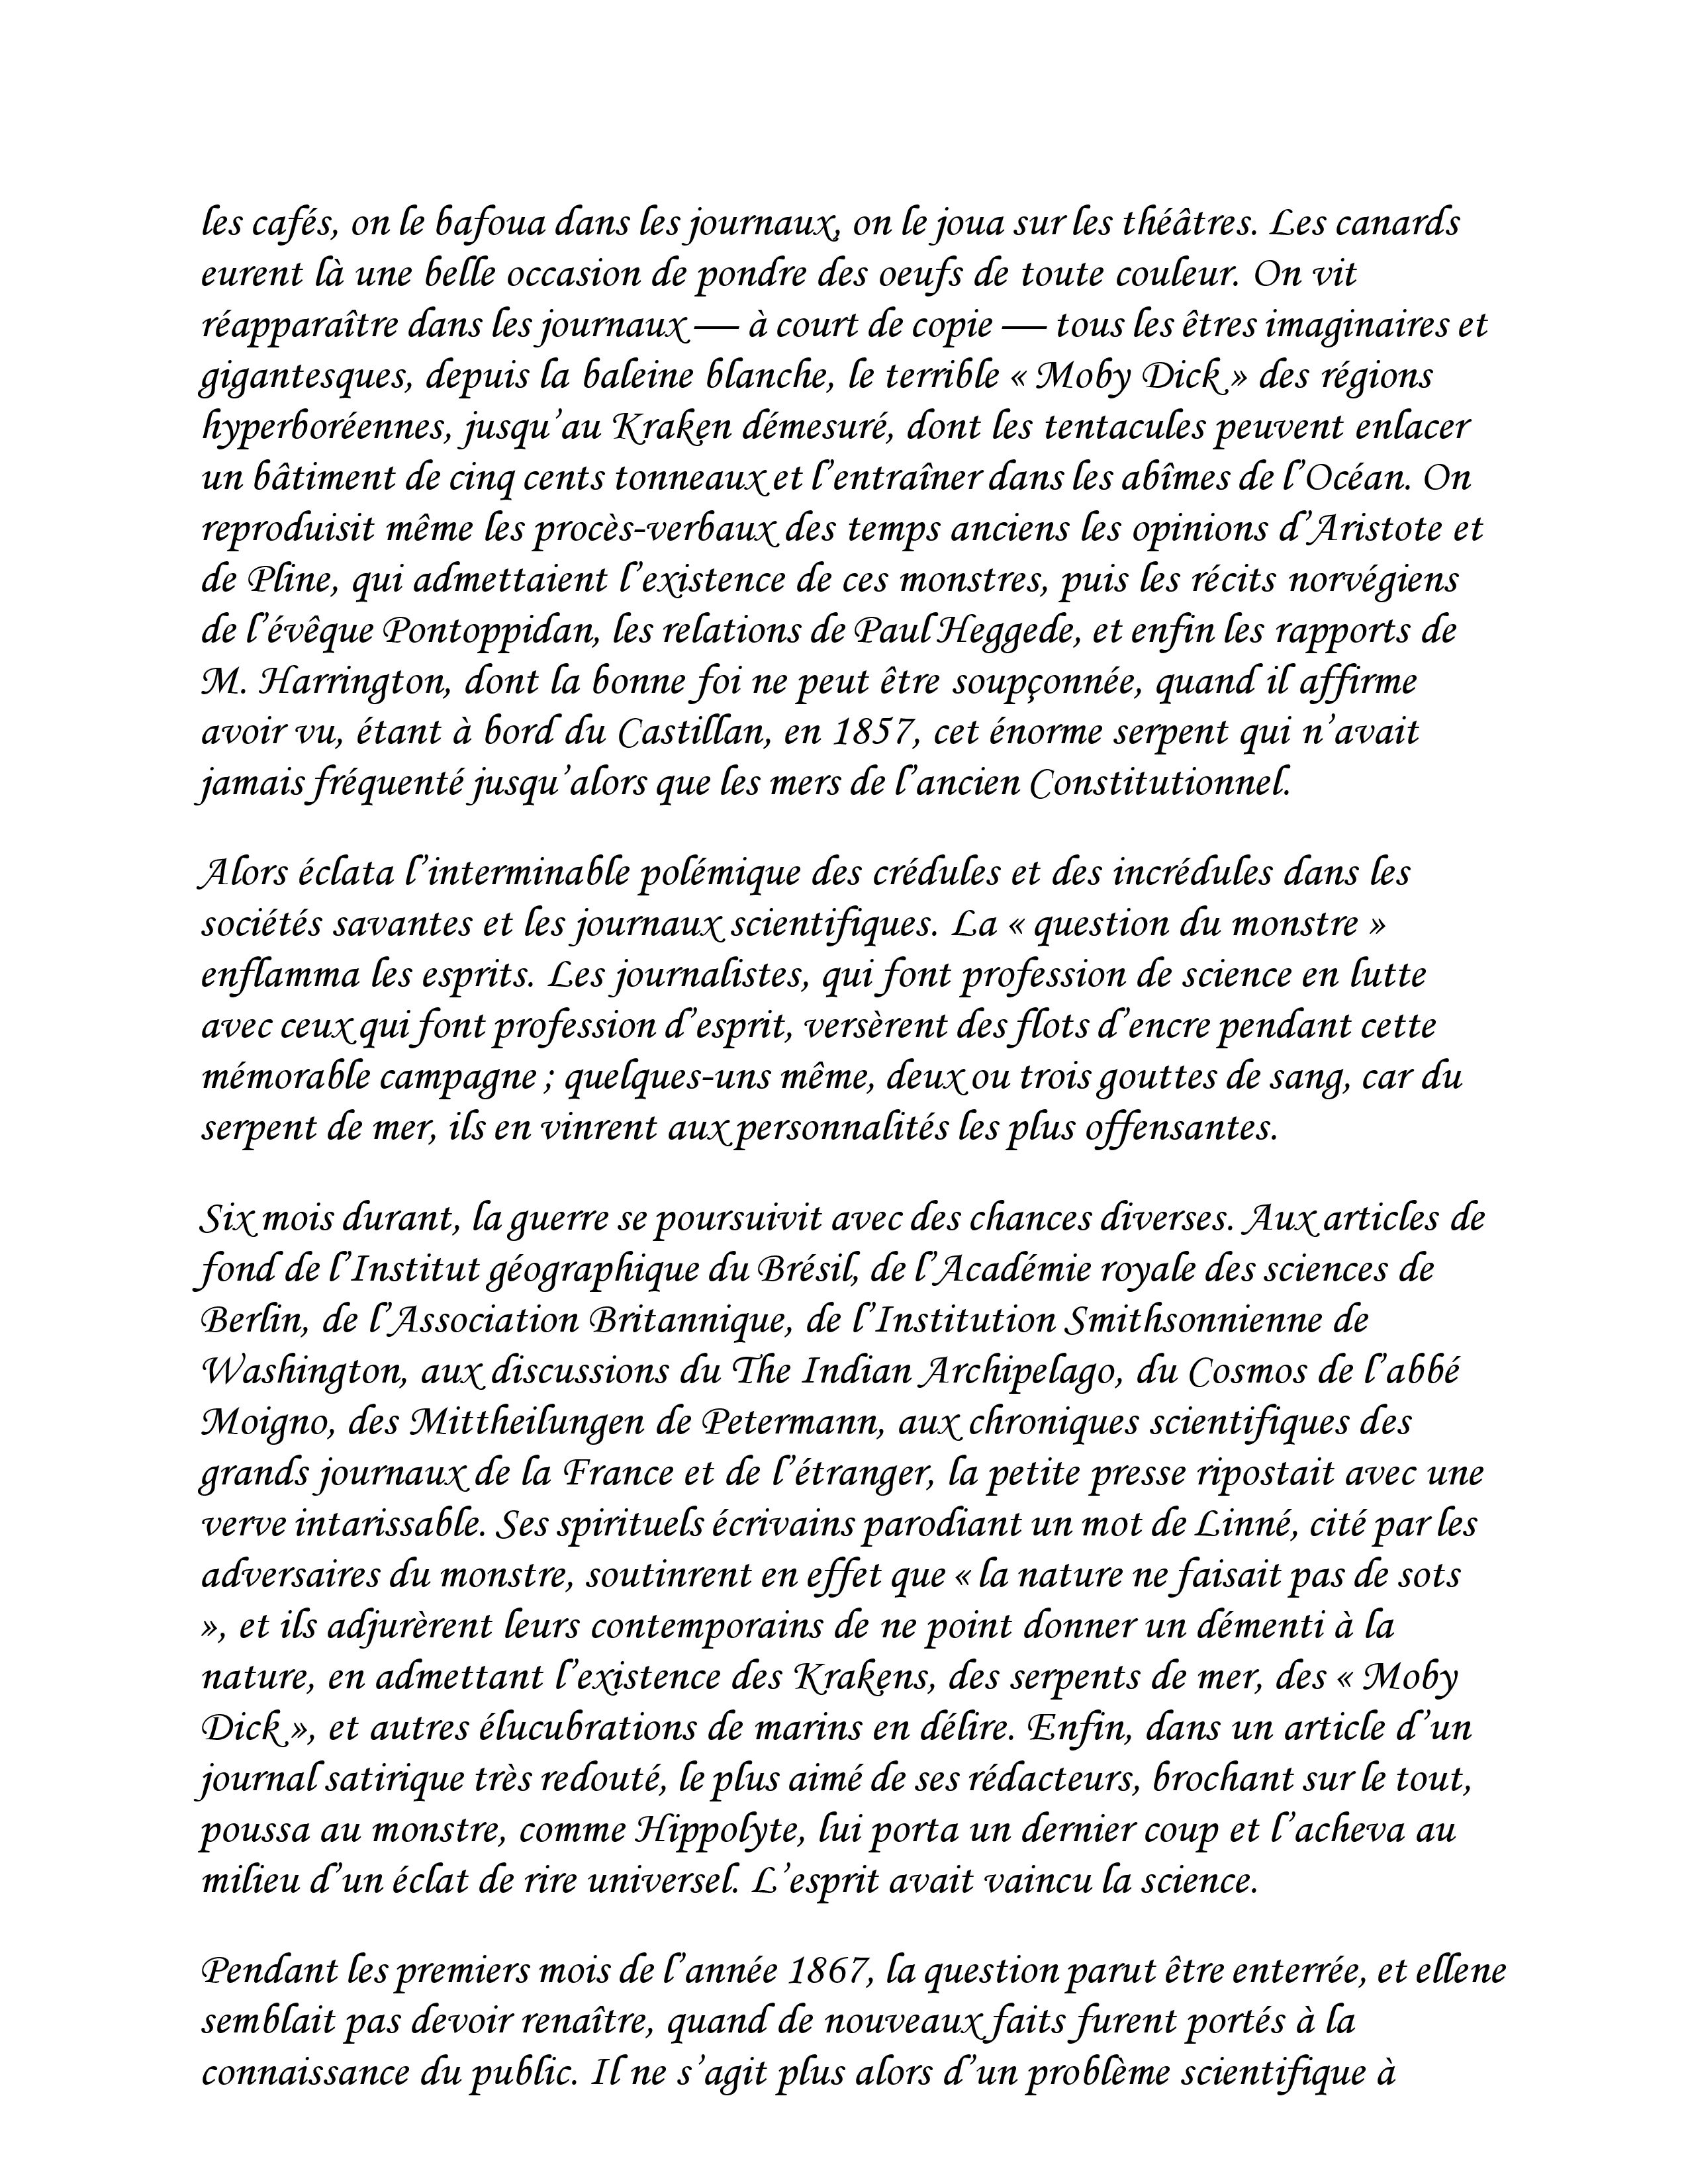 les cafés, on le bafoua dans les journaux, on le joua sur les théâtres. Les canards
eurent là une belle occasion de pondre des oeufs de toute couleur. On vit
réapparaître dans les journaux — à court de copie — tous les êtres imaginaires et
gigantesques, depuis la baleine blanche, le terrible « Moby Dick » des régions
hyperboréennes, jusqu’au Kraken démesuré, dont les tentacules peuvent enlacer
un bâtiment de cinq cents tonneaux et l’entraîner dans les abîmes de l’Océan. On
reproduisit même les procès-verbaux des temps anciens les opinions d’Aristote et
de Pline, qui admettaient l’existence de ces monstres, puis les récits norvégiens
de l’évêque Pontoppidan, les relations de Paul Heggede, et enfin les rapports de
M. Harrington, dont la bonne foi ne peut être soupçonnée, quand il affirme
avoir vu, étant à bord du Castillan, en 1857, cet énorme serpent qui n’avait
jamais fréquenté jusqu’alors que les mers de l’ancien Constitutionnel.
Alors éclata l’interminable polémique des crédules et des incrédules dans les
sociétés savantes et les journaux scientifiques. La « question du monstre »
enflamma les esprits. Les journalistes, qui font profession de science en lutte
avec ceux qui font profession d’esprit, versèrent des flots d’encre pendant cette
mémorable campagne ; quelques-uns même, deux ou trois gouttes de sang, car du
serpent de mer, ils en vinrent aux personnalités les plus offensantes.
Six mois durant, la guerre se poursuivit avec des chances diverses. Aux articles de
fond de l’Institut géographique du Brésil, de l’Académie royale des sciences de
Berlin, de l’Association Britannique, de l’Institution Smithsonnienne de
Washington, aux discussions du The Indian Archipelago, du Cosmos de l’abbé
Moigno, des Mittheilungen de Petermann, aux chroniques scientifiques des
grands journaux de la France et de l’étranger, la petite presse ripostait avec une
verve intarissable. Ses spirituels écrivains parodiant un mot de Linné, cité par les
adversaires du monstre, soutinrent en effet que « la nature ne faisait pas de sots
», et ils adjurèrent leurs contemporains de ne point donner un démenti à la
nature, en admettant l’existence des Krakens, des serpents de mer, des « Moby
Dick », et autres élucubrations de marins en délire. Enfin, dans un article d’un
journal satirique très redouté, le plus aimé de ses rédacteurs, brochant sur le tout,
poussa au monstre, comme Hippolyte, lui porta un dernier coup et l’acheva au
milieu d’un éclat de rire universel. L’esprit avait vaincu la science.
Pendant les premiers mois de l’année 1867, la question parut être enterrée, et ellene
semblait pas devoir renaître, quand de nouveaux faits furent portés à la
connaissance du public. Il ne s’agit plus alors d’un problème scientifique à